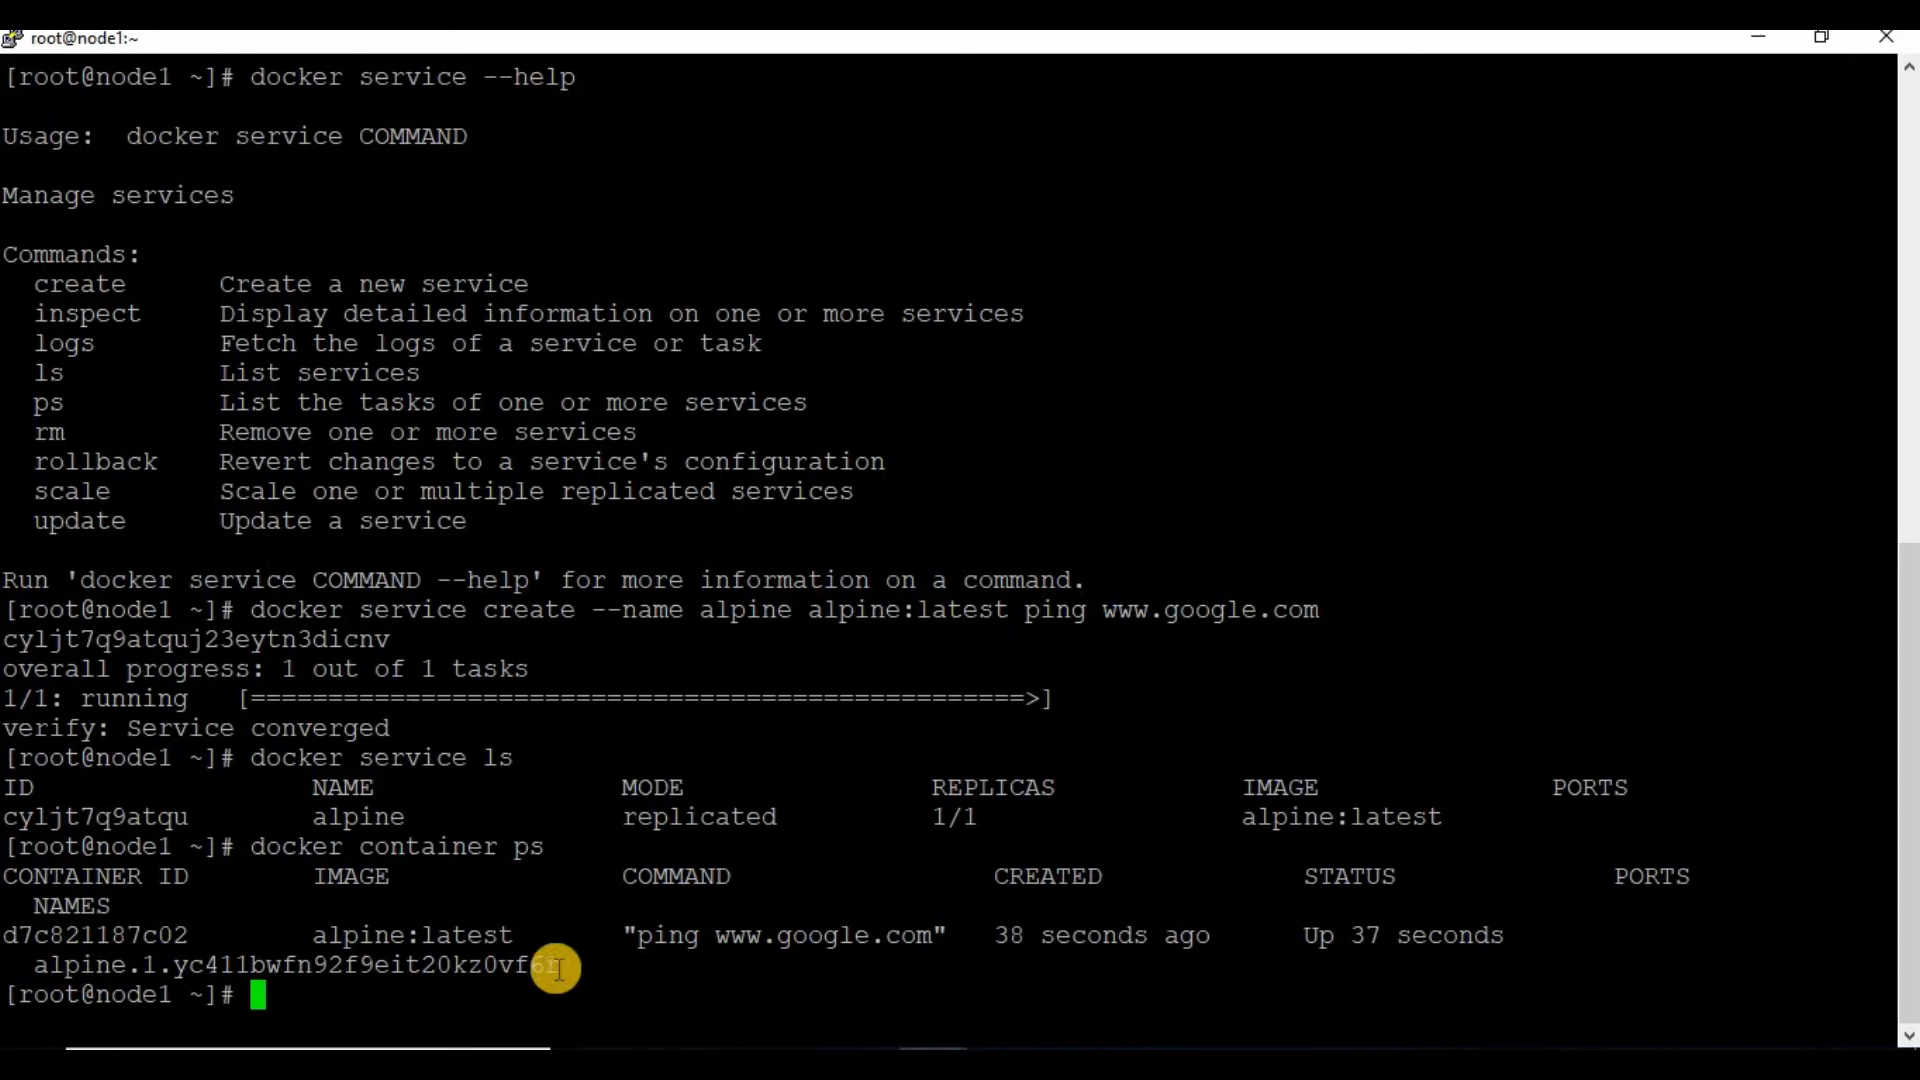 root@node1:~
[root@node1 ~]# docker service --help
Usage:  docker service COMMAND
Manage services
Commands:
  create      Create a new service
  inspect     Display detailed information on one or more services
  logs        Fetch the logs of a service or task
  ls          List services
  ps          List the tasks of one or more services
  rm          Remove one or more services
  rollback    Revert changes to a service's configuration
  scale       Scale one or multiple replicated services
  update      Update a service
Run 'docker service COMMAND --help' for more information on a command.
[root@node1 ~]# docker service create --name alpine alpine:latest ping www.google.com
cyljt7q9atquj23eytn3dicnv
overall progress: 1 out of 1 tasks
1/1: running   [==================================================>]
verify: Service converged
[root@node1 ~]# docker service ls
ID                  NAME                MODE                REPLICAS            IMAGE               PORTS
cyljt7q9atqu        alpine              replicated          1/1                 alpine:latest
[root@node1 ~]# docker container ps
CONTAINER ID        IMAGE               COMMAND                 CREATED             STATUS              PORTS
  NAMES
d7c821187c02        alpine:latest       "ping www.google.com"   38 seconds ago      Up 37 seconds
[root@node1 ~]#